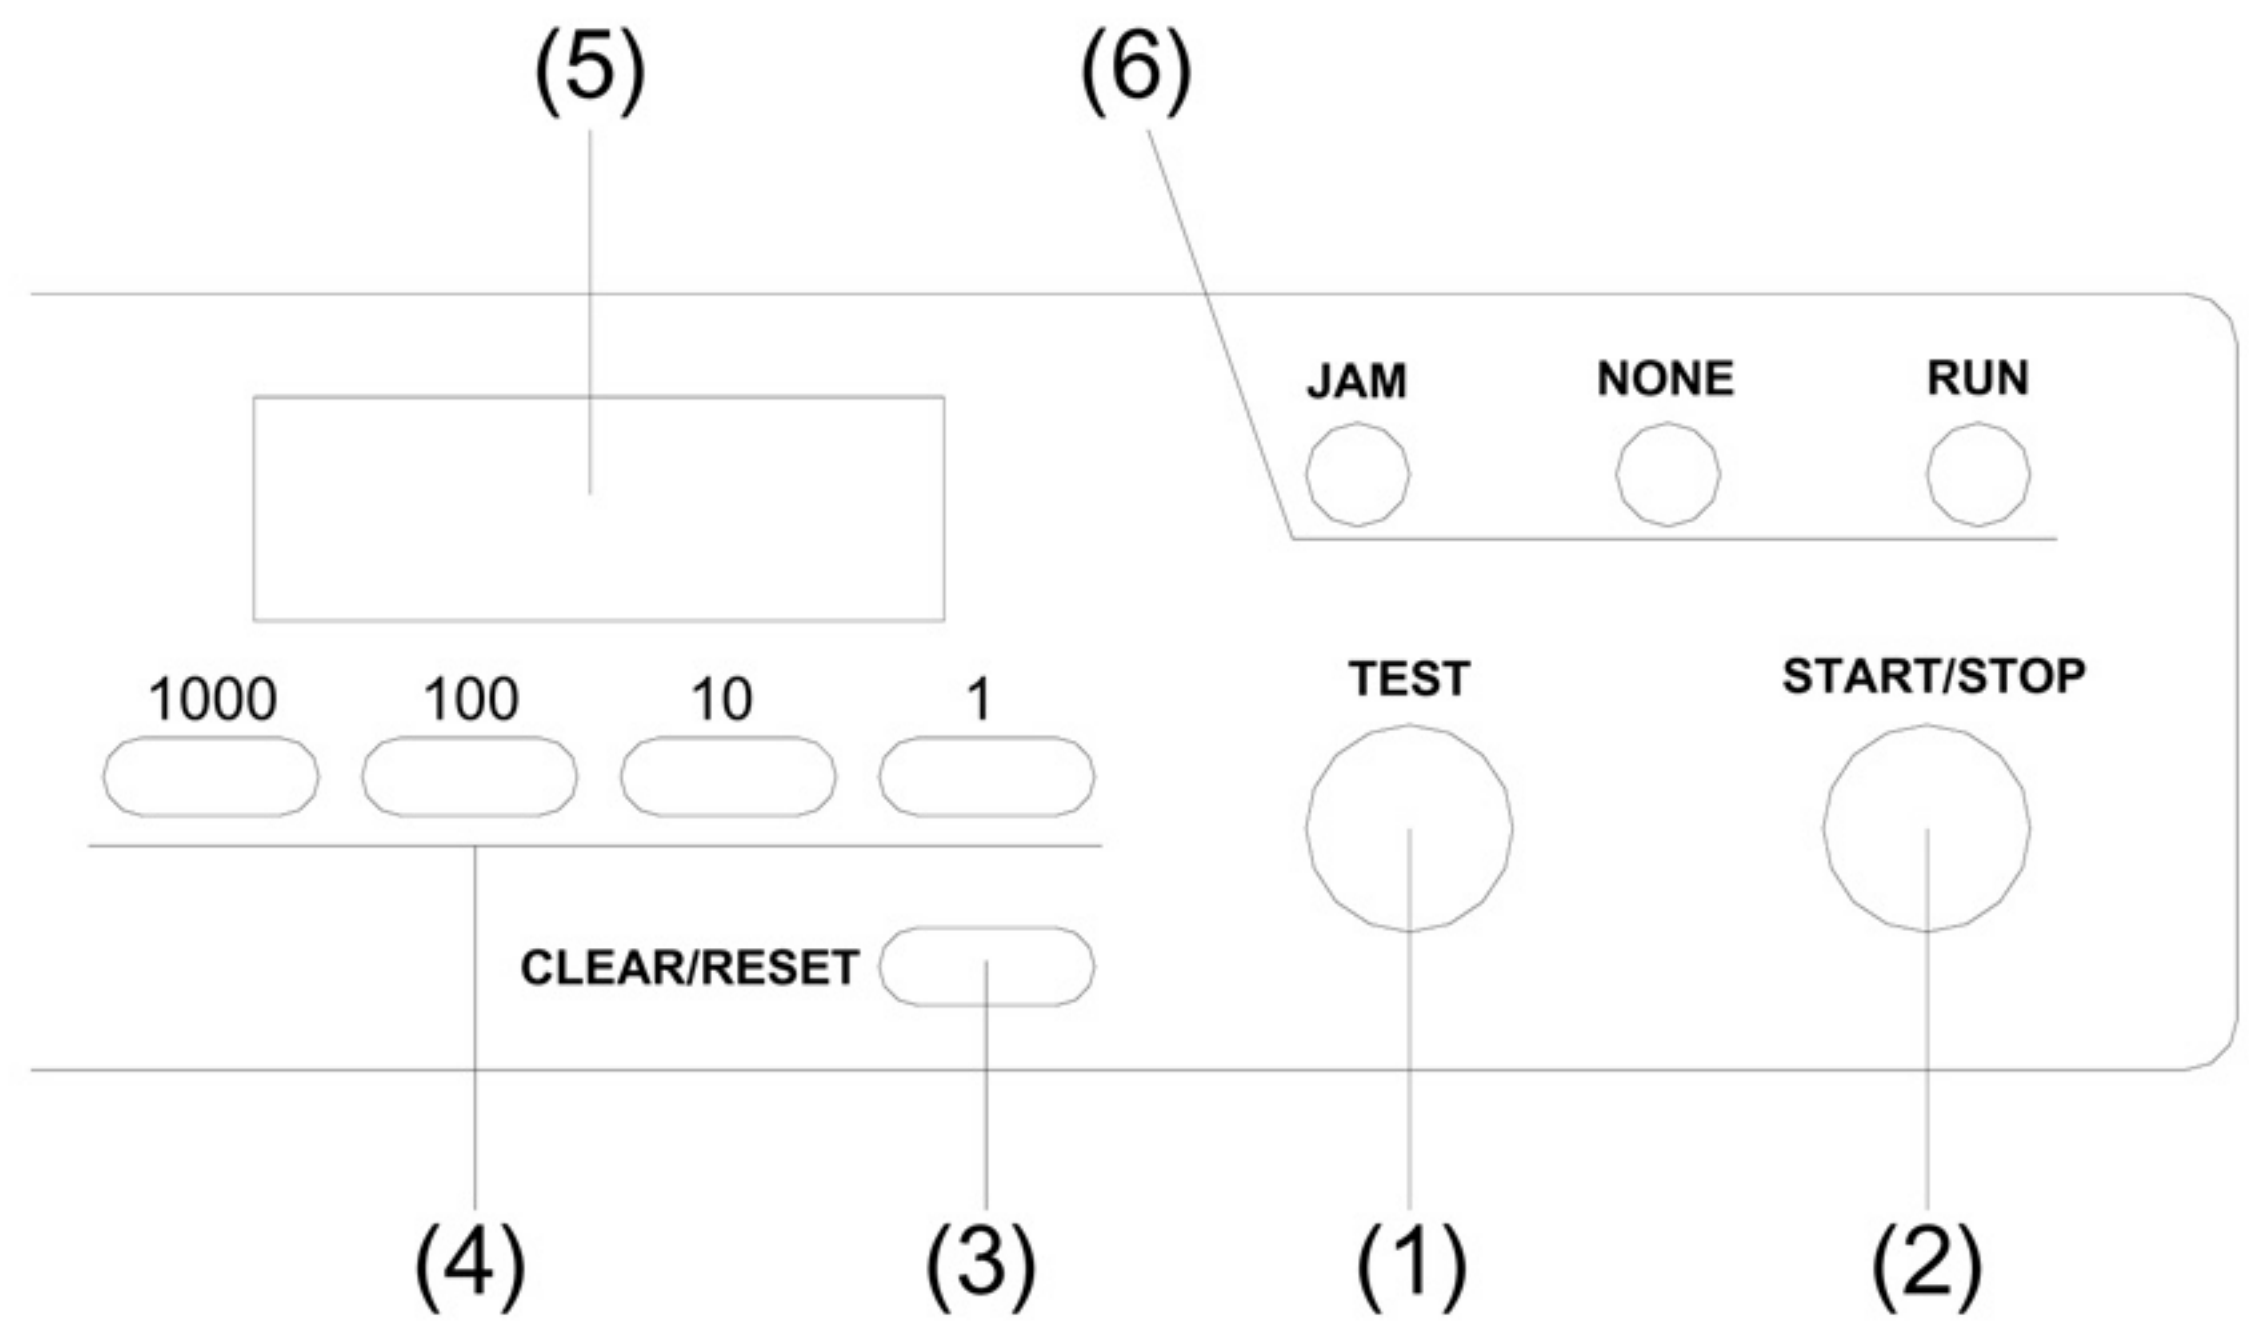 (5) (6)
JAM NONE RUN
1000 100 10 1
TEST START/STOP
CLEAR/RESET
(4) (3) (1) (2)